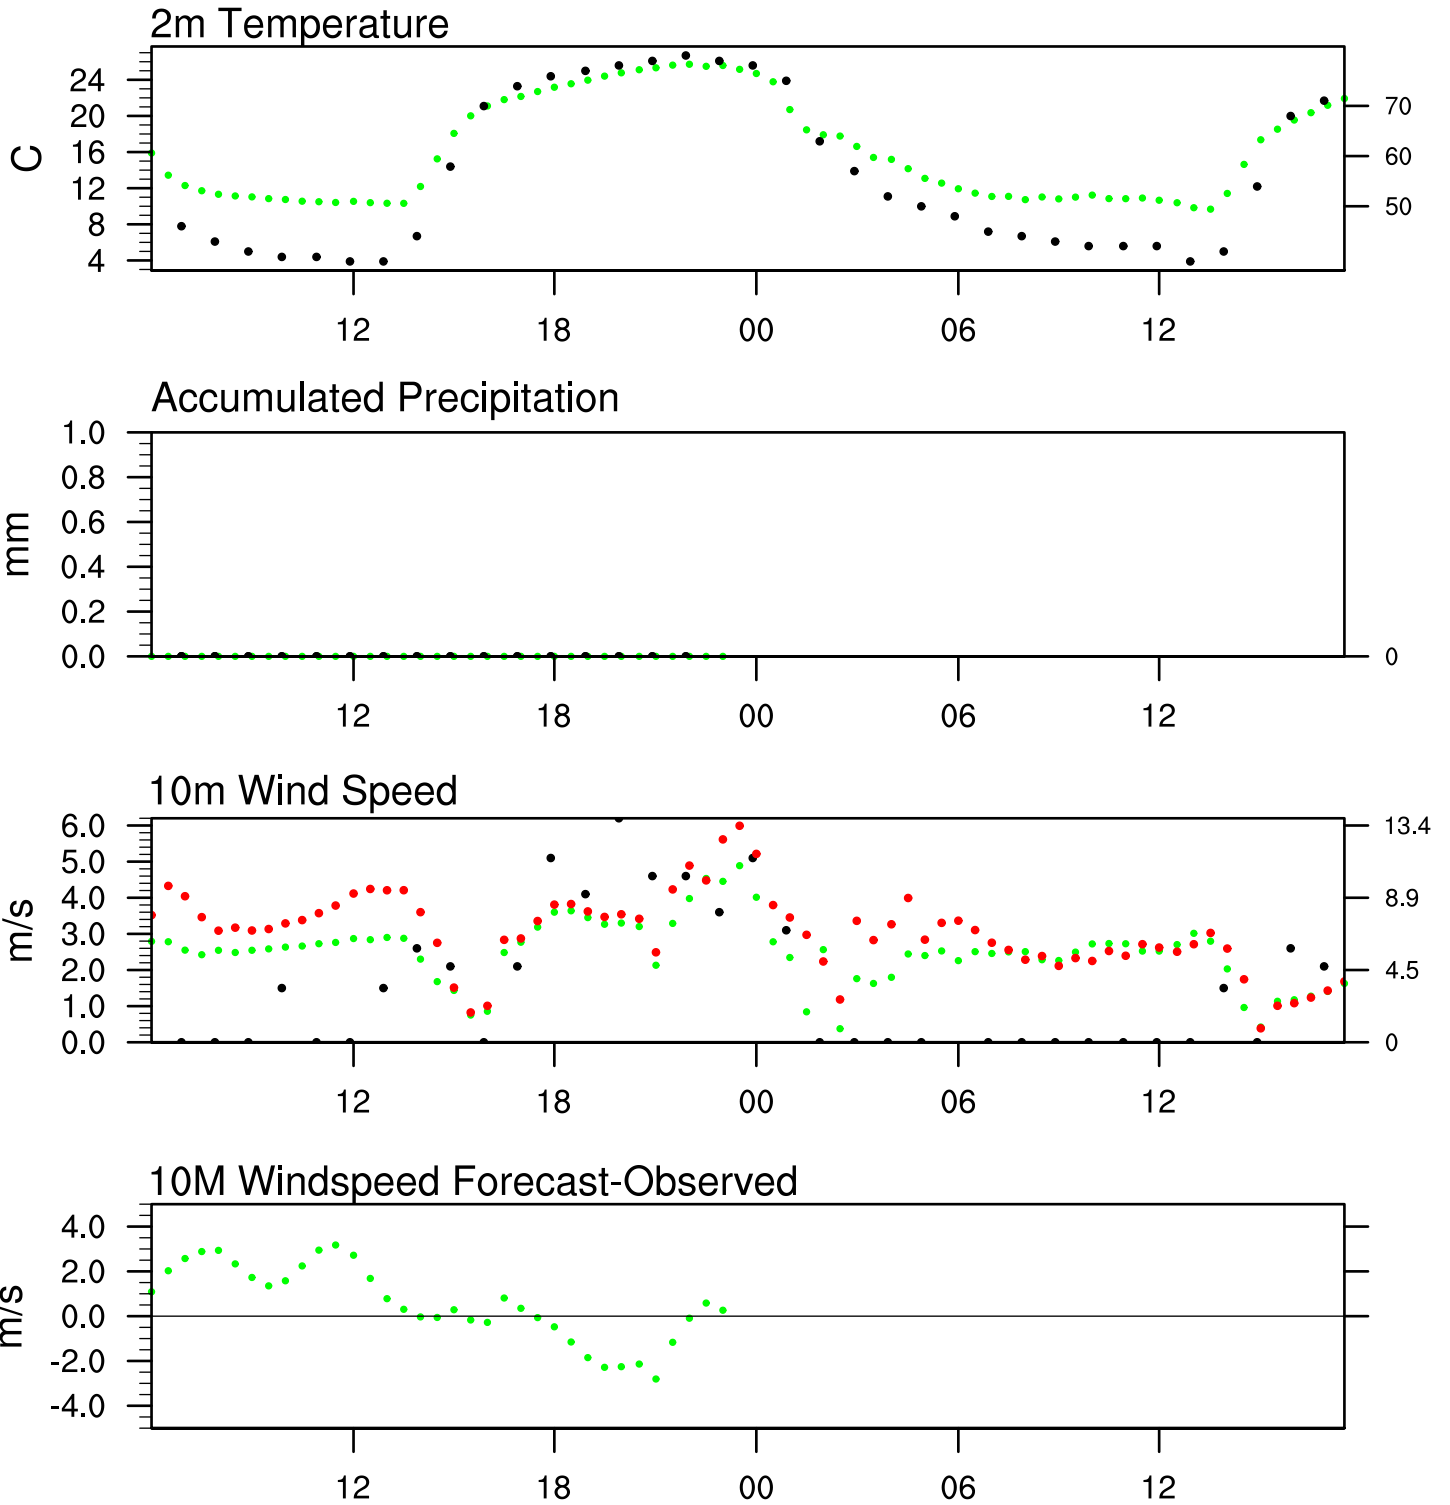 2m Temperature
24
20
16
12
8
4
C
70
60
50
12 18 00 06 12
Accumulated Precipitation
1.0
0.8
0.6
0.4
0.2
0.0
mm
0
12 18 00 06 12
10m Wind Speed
6.0
5.0
4.0
3.0
2.0
1.0
0.0
m/s
13.4
8.9
4.5
0
12 18 00 06 12
10M Windspeed Forecast-Observed
4.0
2.0
0.0
-2.0
-4.0
m/s
12 18 00 06 12